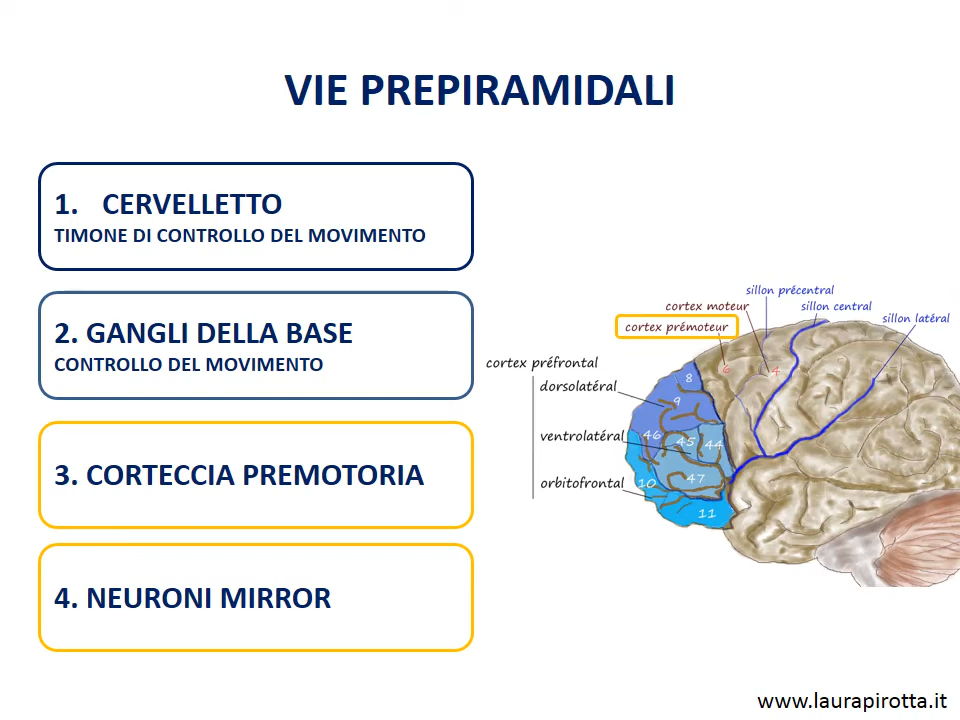 VIE PREPIRAMIDALI
1. CERVELLETTO
TIMONE DI CONTROLLO DEL MOVIMENTO
2. GANGLI DELLA BASE
CONTROLLO DEL MOVIMENTO
3. CORTECCIA PREMOTORIA
4. NEURONI MIRROR
sillon précentral
cortex moteur
sillon central
sillon latéral
cortex prémoteur
cortex préfrontal
dorsolatéral
ventrolatéral
orbitofrontal
6
4
8
9
46
45
44
10
47
11
www.laurapirotta.it